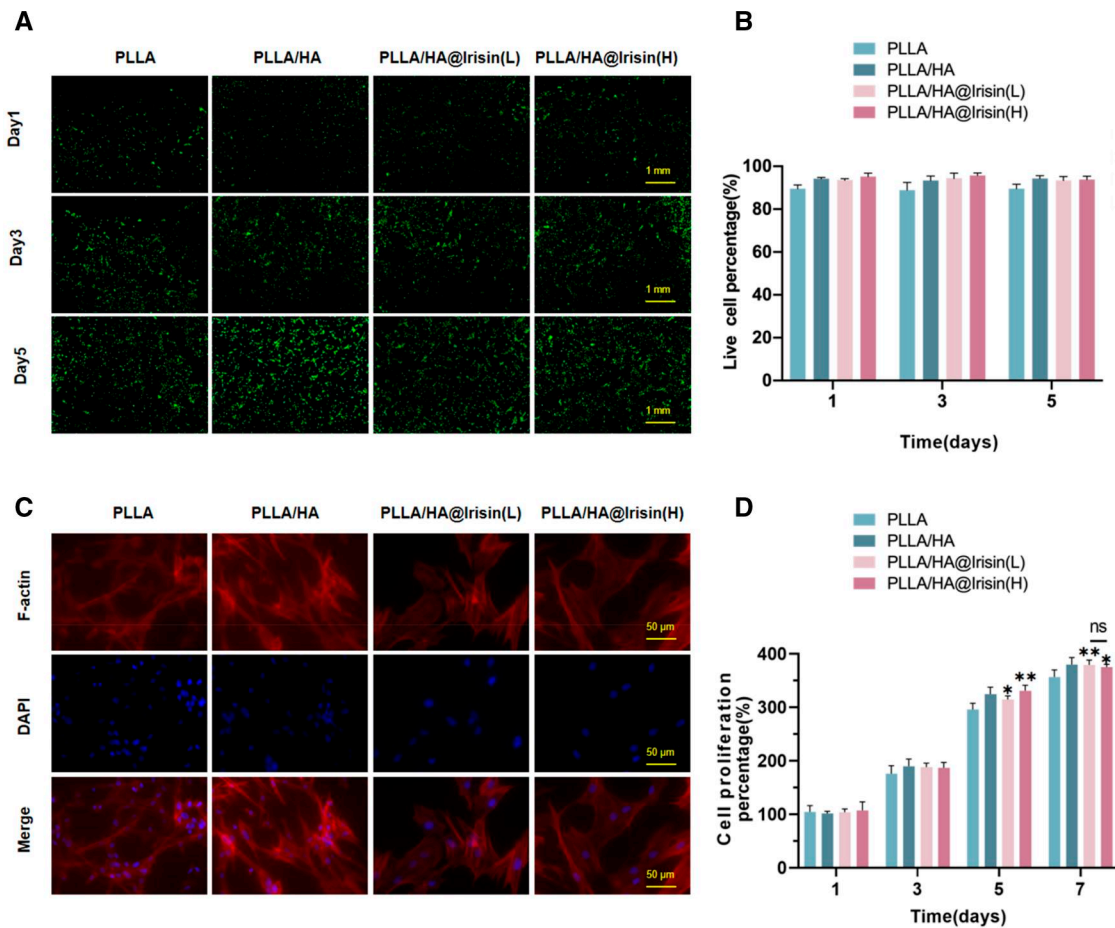 A
PLLA PLLA/HA PLLA/HA@Irisin(L) PLLA/HA@Irisin(H)
Day1
1 mm
Day3
1 mm
Day5
1 mm
B
PLLA
PLLA/HA
PLLA/HA@Irisin(L)
PLLA/HA@Irisin(H)
Live cell percentage(%)
100
80
60
40
20
0
1 3 5
Time(days)
C
PLLA PLLA/HA PLLA/HA@Irisin(L) PLLA/HA@Irisin(H)
F-actin
50 μm
DAPI
50 μm
Merge
50 μm
D
PLLA
PLLA/HA
PLLA/HA@Irisin(L)
PLLA/HA@Irisin(H)
ns
** *
* **
Cell proliferation
percentage(%)
400
300
200
100
0
1 3 5 7
Time(days)